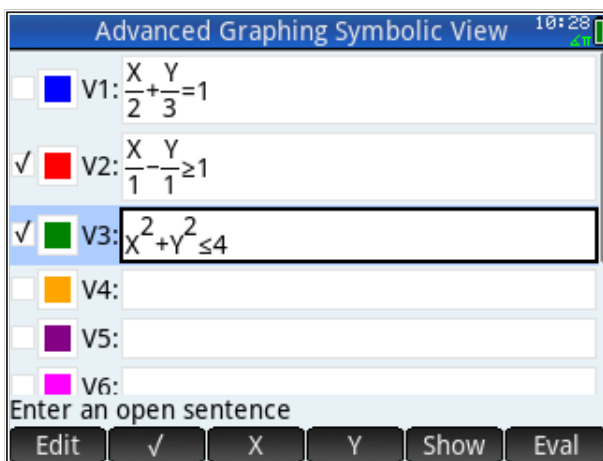 Advanced Graphing Symbolic View 10:28
∡π
V1: X/2+Y/3=1
√ V2: X/1−Y/1≥1
√ V3: X²+Y²≤4
V4:
V5:
V6:
Enter an open sentence
Edit √ X Y Show Eval